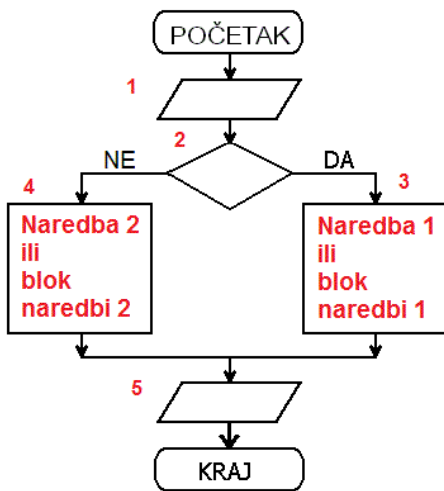 POČETAK
1
2
NE
DA
4
3
Naredba 2
ili
blok
naredbi 2
Naredba 1
ili
blok
naredbi 1
5
KRAJ